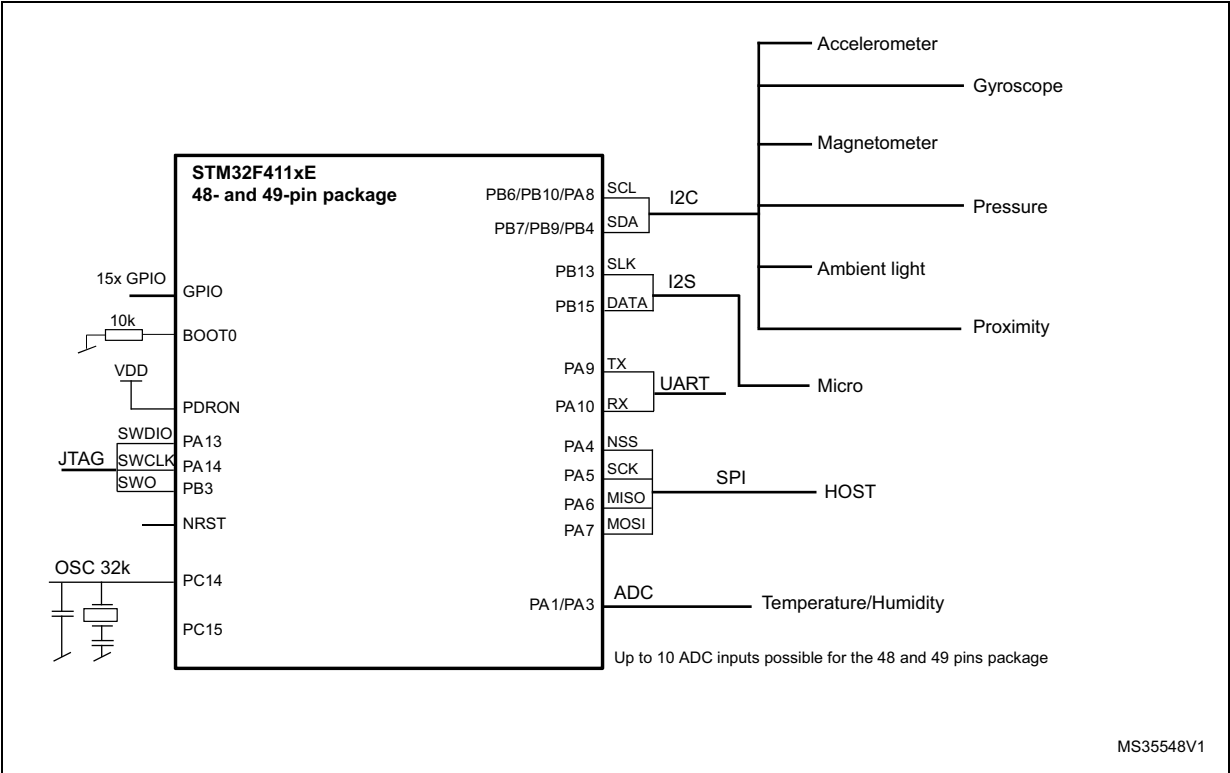 Accelerometer
Gyroscope
Magnetometer
Pressure
Ambient light
Proximity
Micro
STM32F411xE
48- and 49-pin package
15x GPIO
GPIO
10k
BOOT0
VDD
PDRON
JTAG
SWDIO
PA13
SWCLK
PA14
SWO
PB3
NRST
OSC 32k
PC14
PC15
PB6/PB10/PA8
SCL
PB7/PB9/PB4
SDA
I2C
PB13
SLK
PB15
DATA
I2S
PA9
TX
PA10
RX
UART
PA4
NSS
PA5
SCK
PA6
MISO
PA7
MOSI
SPI
HOST
PA1/PA3
ADC
Temperature/Humidity
Up to 10 ADC inputs possible for the 48 and 49 pins package
MS35548V1